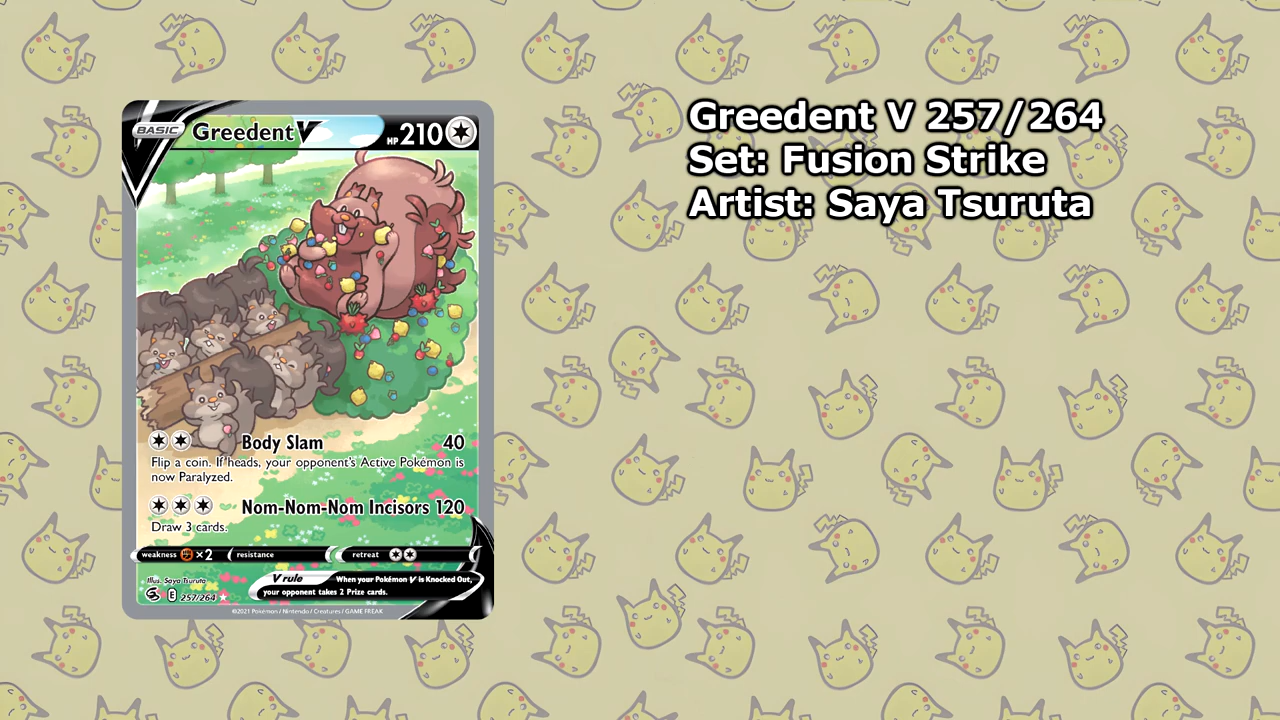 BASIC
Greedent V
HP 210
Body Slam 40
Flip a coin. If heads, your opponent's Active Pokémon is
now Paralyzed.
Nom-Nom-Nom Incisors 120
Draw 3 cards.
weakness ×2 resistance retreat
Illus. Saya Tsuruta
V rule When your Pokémon V is Knocked Out,
your opponent takes 2 Prize cards.
E 257/264
©2021 Pokémon / Nintendo / Creatures / GAME FREAK
Greedent V 257/264
Set: Fusion Strike
Artist: Saya Tsuruta